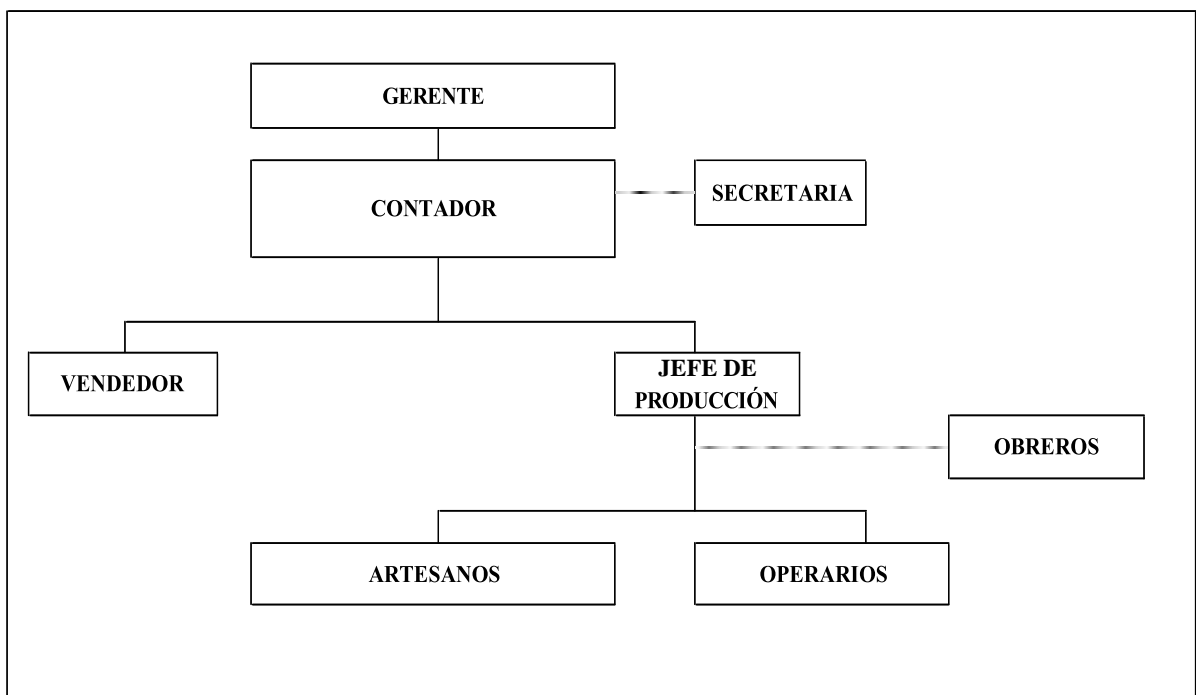 GERENTE
CONTADOR
SECRETARIA
VENDEDOR
JEFE DE
PRODUCCIÓN
OBREROS
ARTESANOS
OPERARIOS